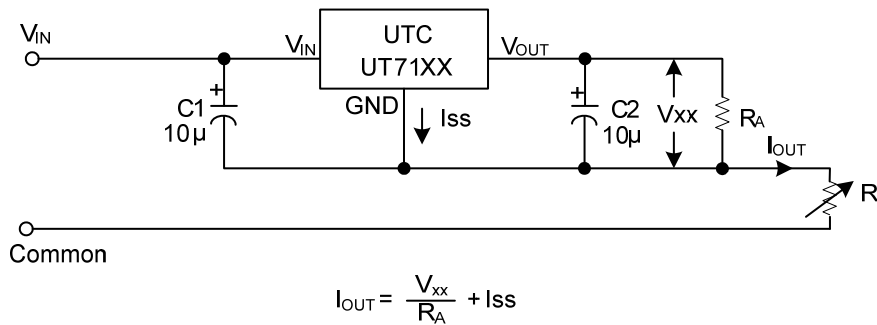 VIN
VIN
UTC
UT71XX
VOUT
GND
Iss
+
C1
10µ
+
C2
10µ
Vxx
RA
IOUT
R
Common
IOUT = Vxx / RA + Iss